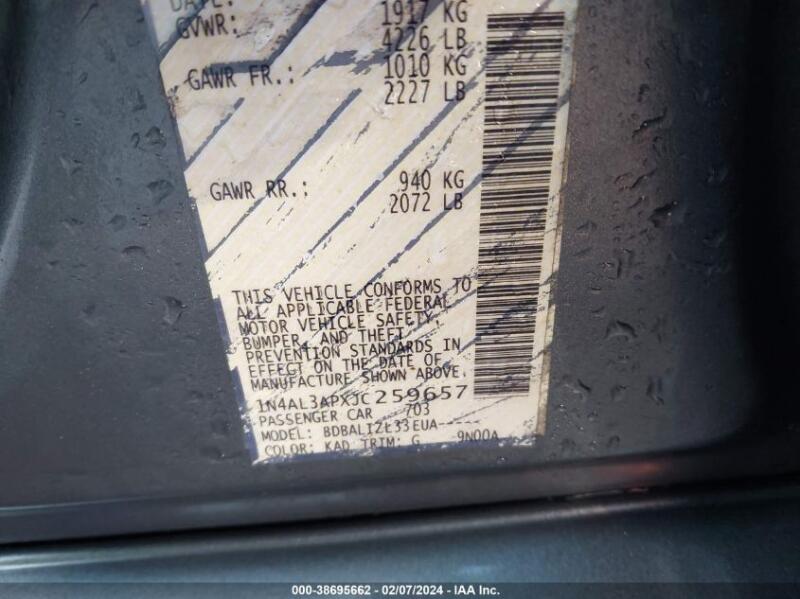 DATE:
GVWR: 1917 KG
4226 LB
GAWR FR.: 1010 KG
2227 LB
GAWR RR.: 940 KG
2072 LB
THIS VEHICLE CONFORMS TO
ALL APPLICABLE FEDERAL
MOTOR VEHICLE SAFETY,
BUMPER, AND THEFT
PREVENTION STANDARDS IN
EFFECT ON THE DATE OF
MANUFACTURE SHOWN ABOVE.
1N4AL3APXJC259657
PASSENGER CAR 703
MODEL: BDBALIZL33EUA-----
COLOR: KAD TRIM: G 9N00A
000-38695662 - 02/07/2024 - IAA Inc.